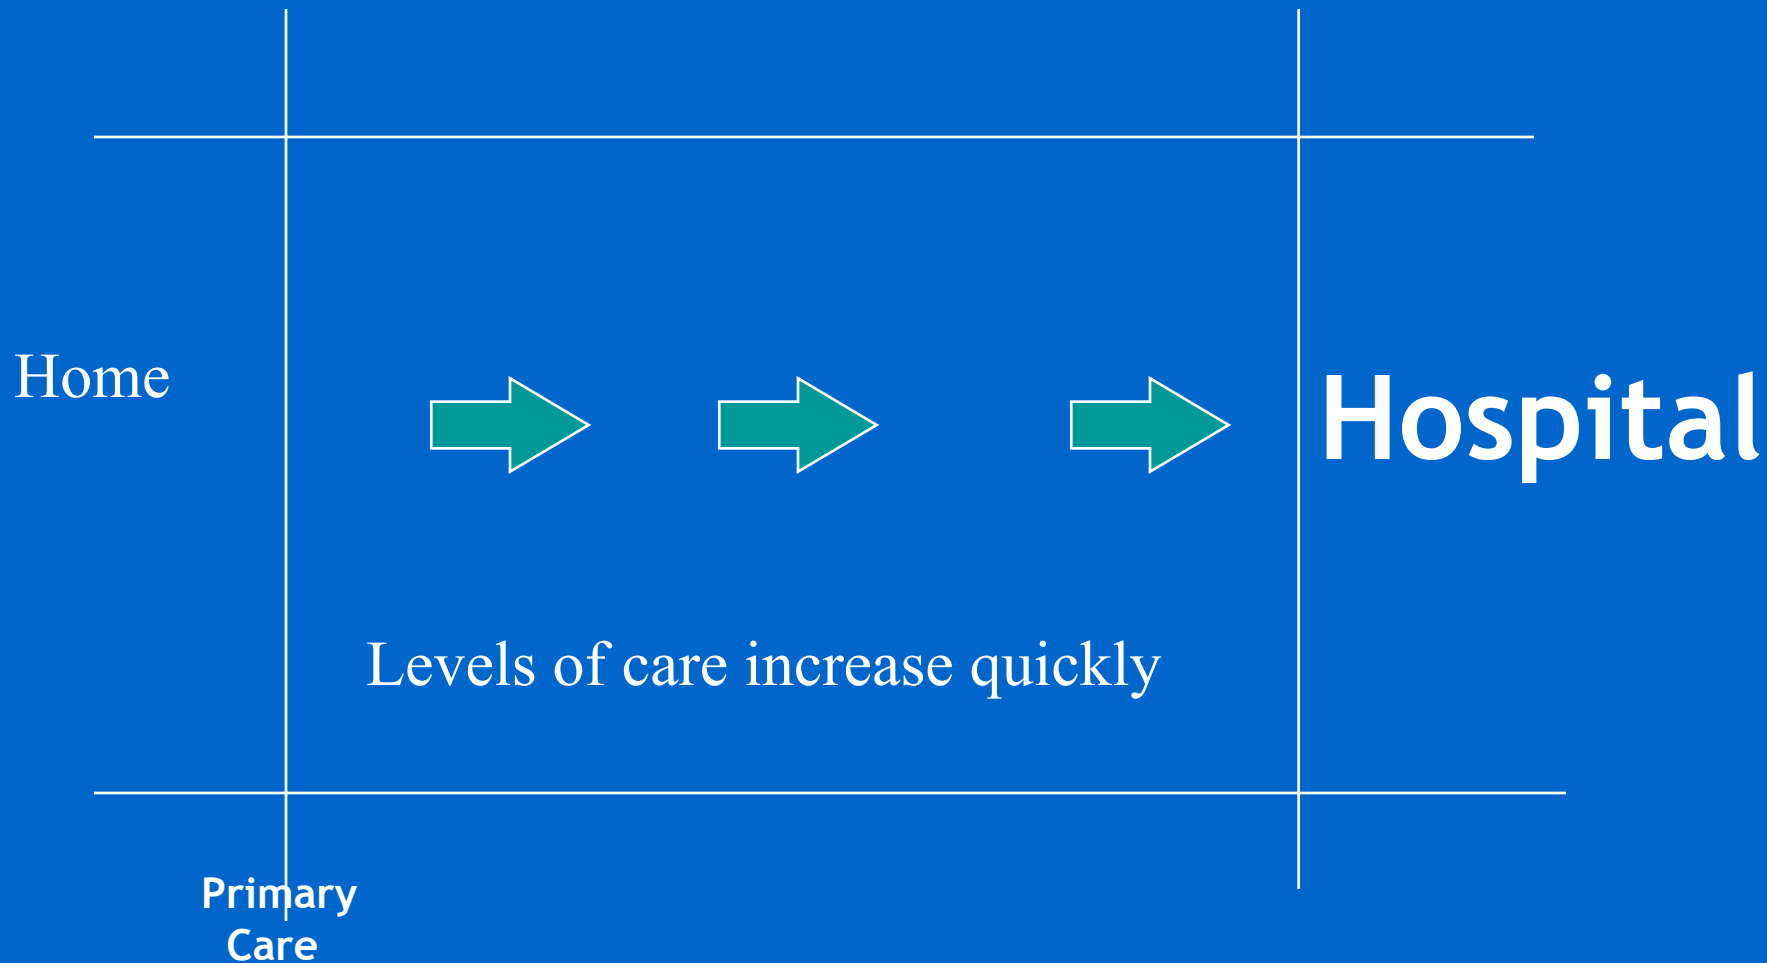 Home
Hospital
Levels of care increase quickly
Primary
Care